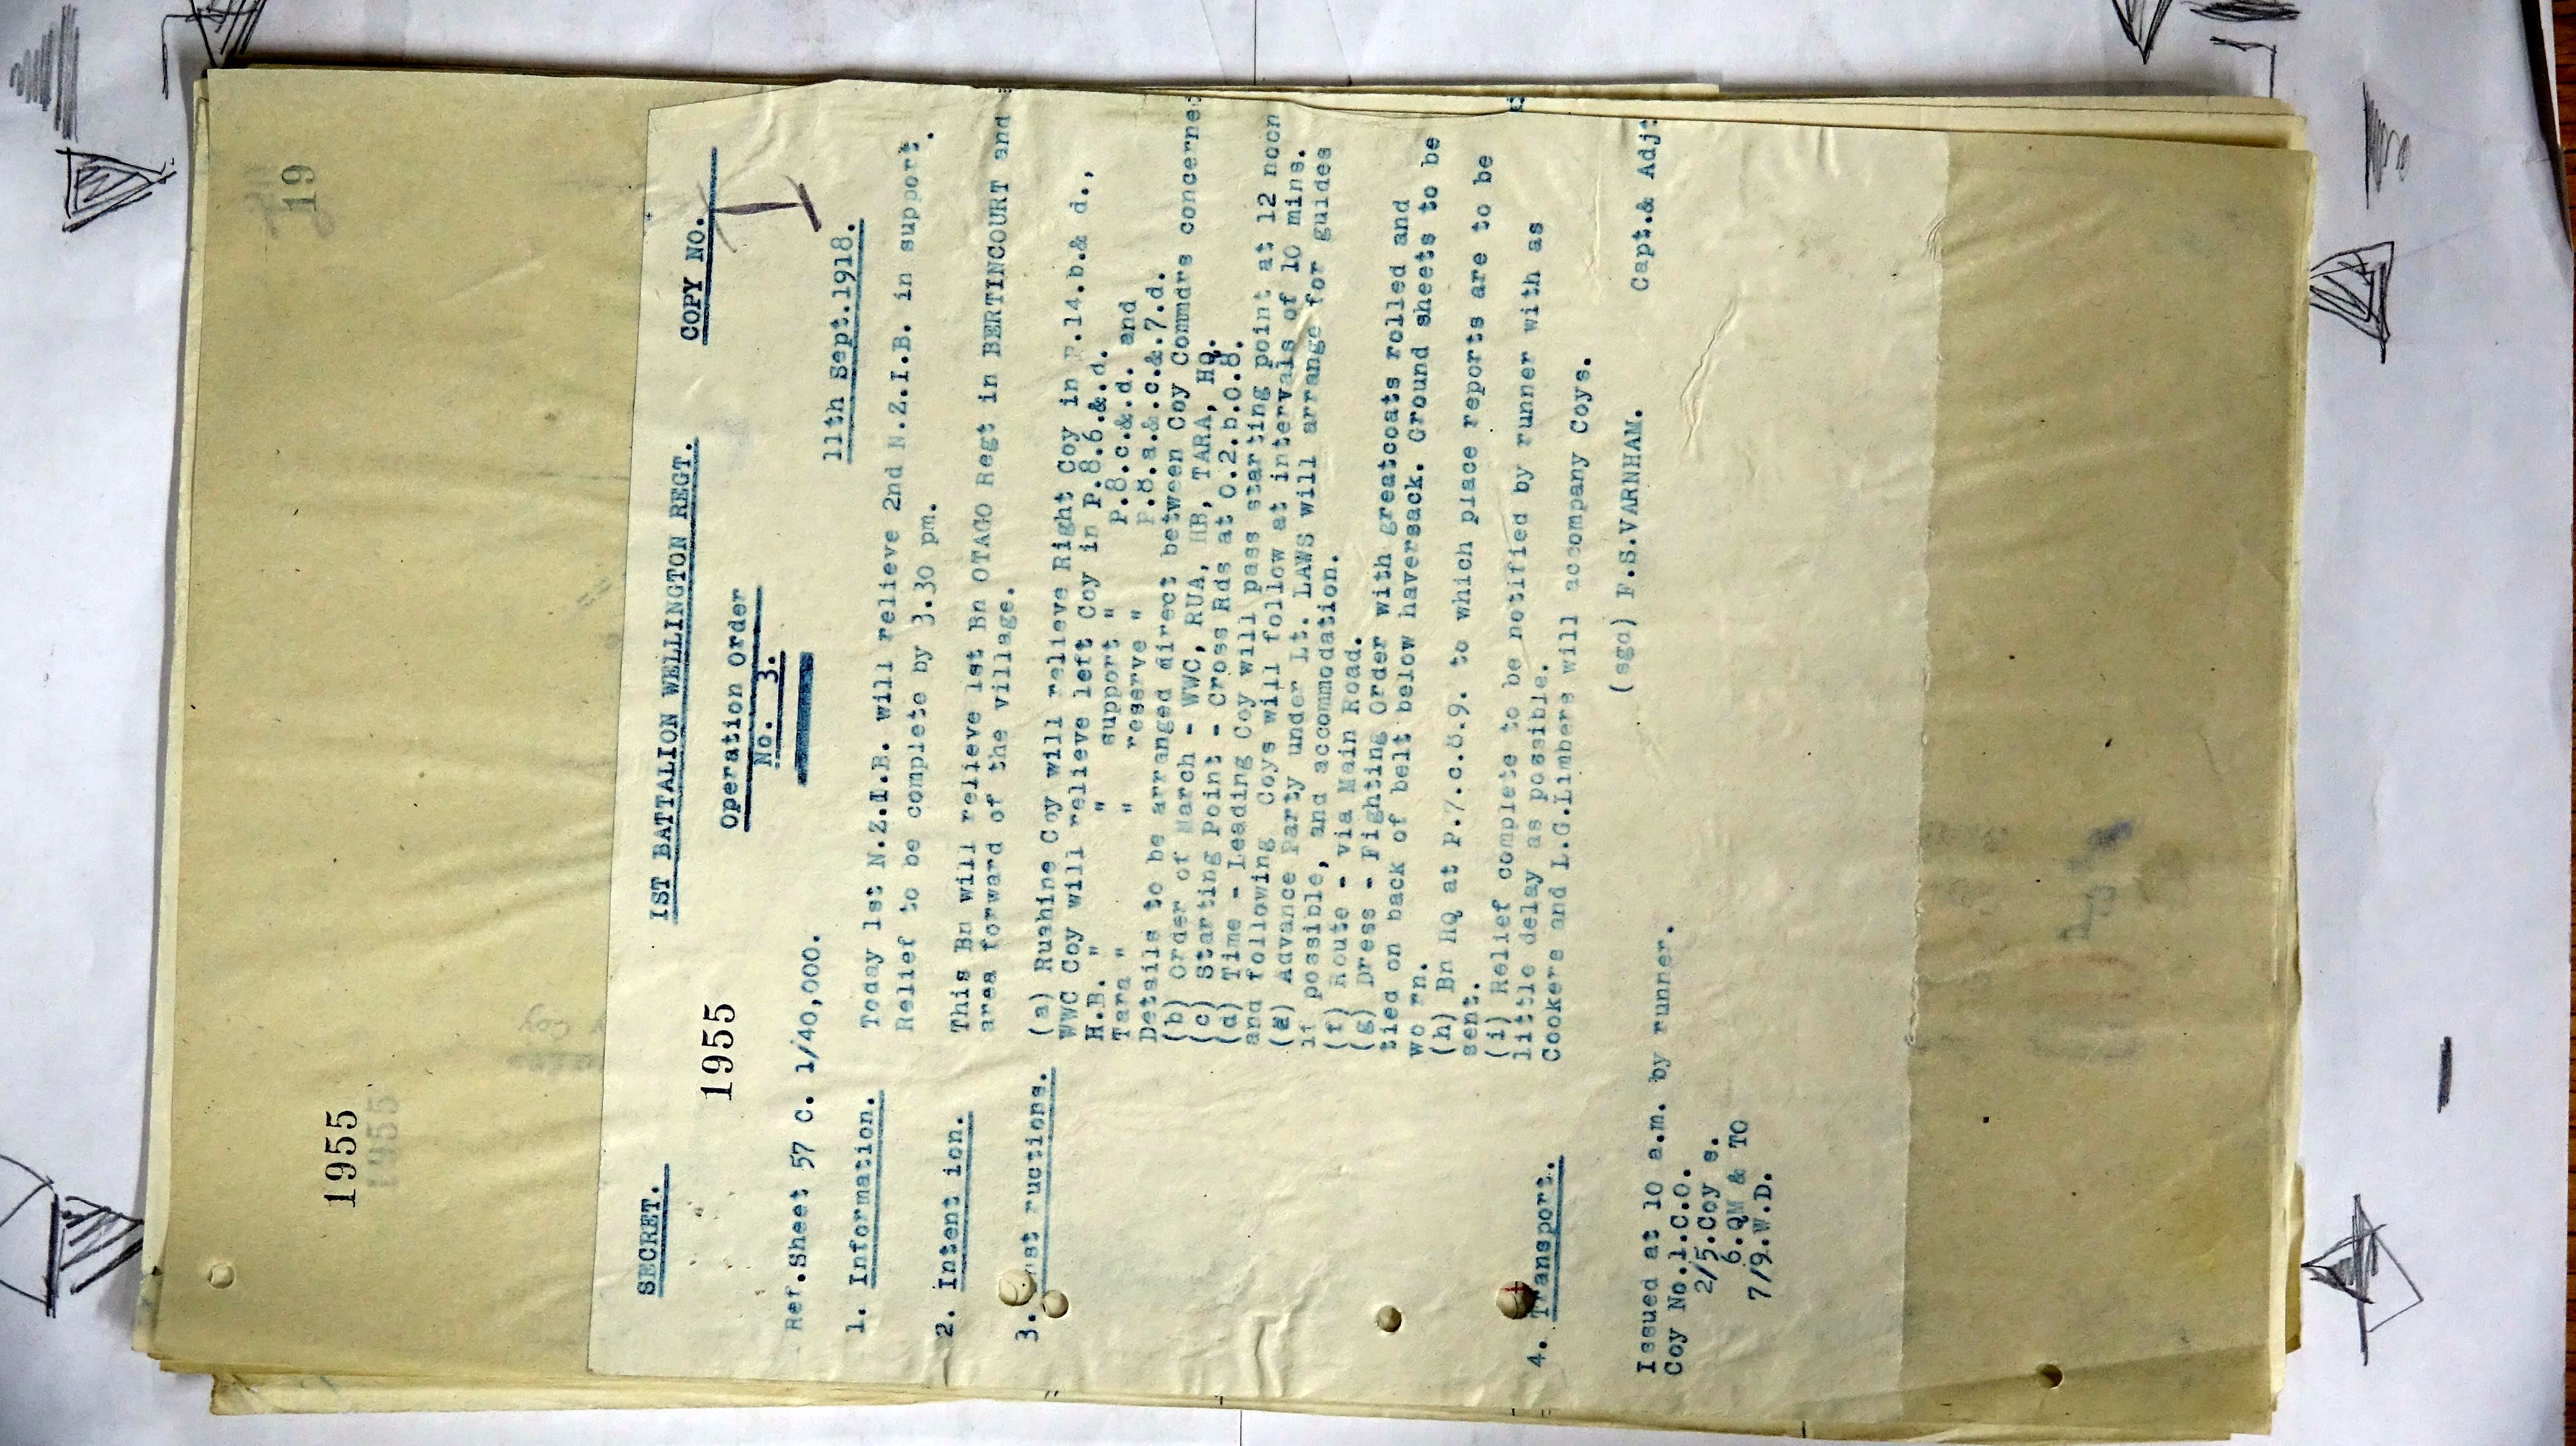 19
1955
SECRET. 1ST BATTALION WELLINGTON REGT. COPY NO.
1955
Operation Order
No. 3.
11th Sept.1918.
Ref.Sheet 57 C. 1/40,000.
1. Information. Today 1st N.Z.I.B. will relieve 2nd N.Z.I.B. in support.
Relief to be complete by 3.30 pm.
2. Intent ion. This Bn will relieve 1st Bn OTAGO Regt in BERTINCOURT and
area forward of the village.
3. nst ructions. (a) Ruahine Coy will relieve Right Coy in P.14.b.& d.,
WWC Coy will relieve left Coy in P.8.6.&.d.
H.B. " " support " P.8.c.&.d. and
Tara " " reserve " P.8.a.&.c.&.7.d.
Details to be arranged direct between Coy Commdrs concerned
(b) Order of March - WWC, RUA, HB, TARA, HQ.
(c) Starting Point - Cross Rds at O.2.b.0.8.
(d) Time - Leading Coy will pass starting point at 12 noon
and following Coys will follow at intervals of 10 mins.
(e) Advance Party under Lt. LAWS will arrange for guides
if possible, and accommodation.
(f) Route - via Main Road.
(g) Dress - Fighting Order with greatcoats rolled and
tied on back of belt below haversack. Ground sheets to be
wo rn.
(h) Bn HQ at P.7.c.8.9. to which place reports are to be
sent.
(i) Relief complete to be notified by runner with as
little delay as possible.
4. Transport. Cookers and L.G.Limbers will accompany Coys.
(sgd) F.S.VARNHAM. Capt.& Adjt
Issued at 10 a.m. by runner.
Coy No.1.C.O.
2/5.Coy s.
6.QM & TO
7/9.W.D.